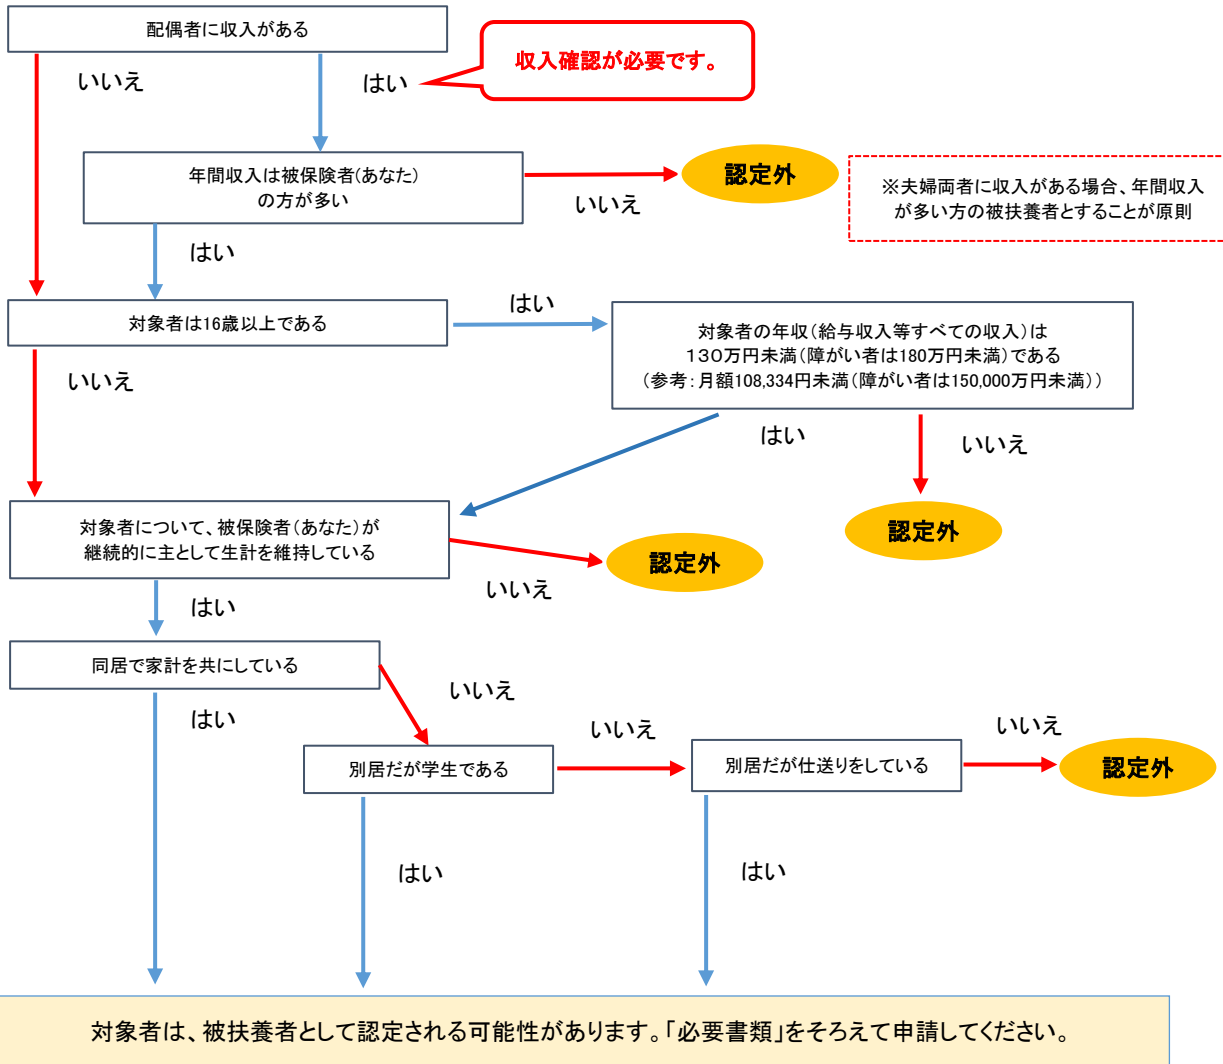 配偶者に収入がある
収入確認が必要です。
いいえ
はい
年間収入は被保険者(あなた)
の方が多い
いいえ
認定外
※夫婦両者に収入がある場合、年間収入
が多い方の被扶養者とすることが原則
はい
対象者は16歳以上である
はい
対象者の年収(給与収入等すべての収入)は
130万円未満(障がい者は180万円未満)である
(参考:月額108,334円未満(障がい者は150,000万円未満))
いいえ
はい
いいえ
認定外
対象者について、被保険者(あなた)が
継続的に主として生計を維持している
いいえ
認定外
はい
同居で家計を共にしている
いいえ
はい
別居だが学生である
いいえ
別居だが仕送りをしている
いいえ
認定外
はい
はい
対象者は、被扶養者として認定される可能性があります。「必要書類」をそろえて申請してください。